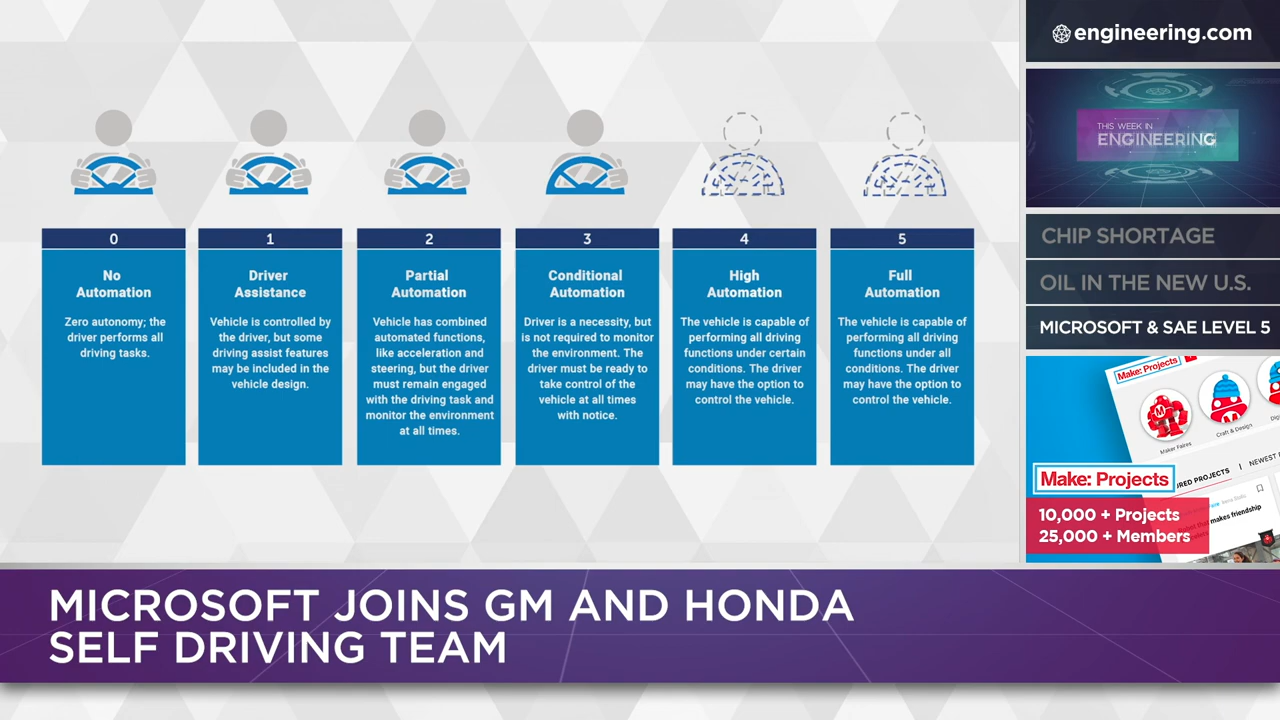 engineering.com
THIS WEEK IN
ENGINEERING
0
No
Automation
Zero autonomy; the
driver performs all
driving tasks.
1
Driver
Assistance
Vehicle is controlled by
the driver, but some
driving assist features
may be included in the
vehicle design.
2
Partial
Automation
Vehicle has combined
automated functions,
like acceleration and
steering, but the driver
must remain engaged
with the driving task and
monitor the environment
at all times.
3
Conditional
Automation
Driver is a necessity, but
is not required to monitor
the environment. The
driver must be ready to
take control of the
vehicle at all times
with notice.
4
High
Automation
The vehicle is capable of
performing all driving
functions under certain
conditions. The driver
may have the option to
control the vehicle.
5
Full
Automation
The vehicle is capable of
performing all driving
functions under all
conditions. The driver
may have the option to
control the vehicle.
CHIP SHORTAGE
OIL IN THE NEW U.S.
MICROSOFT & SAE LEVEL 5
Make: Projects
M
Maker Faires
Craft & Design
URED PROJECTS
NEWEST
makes friendship
Make: Projects
10,000 + Projects
25,000 + Members
MICROSOFT JOINS GM AND HONDA
SELF DRIVING TEAM